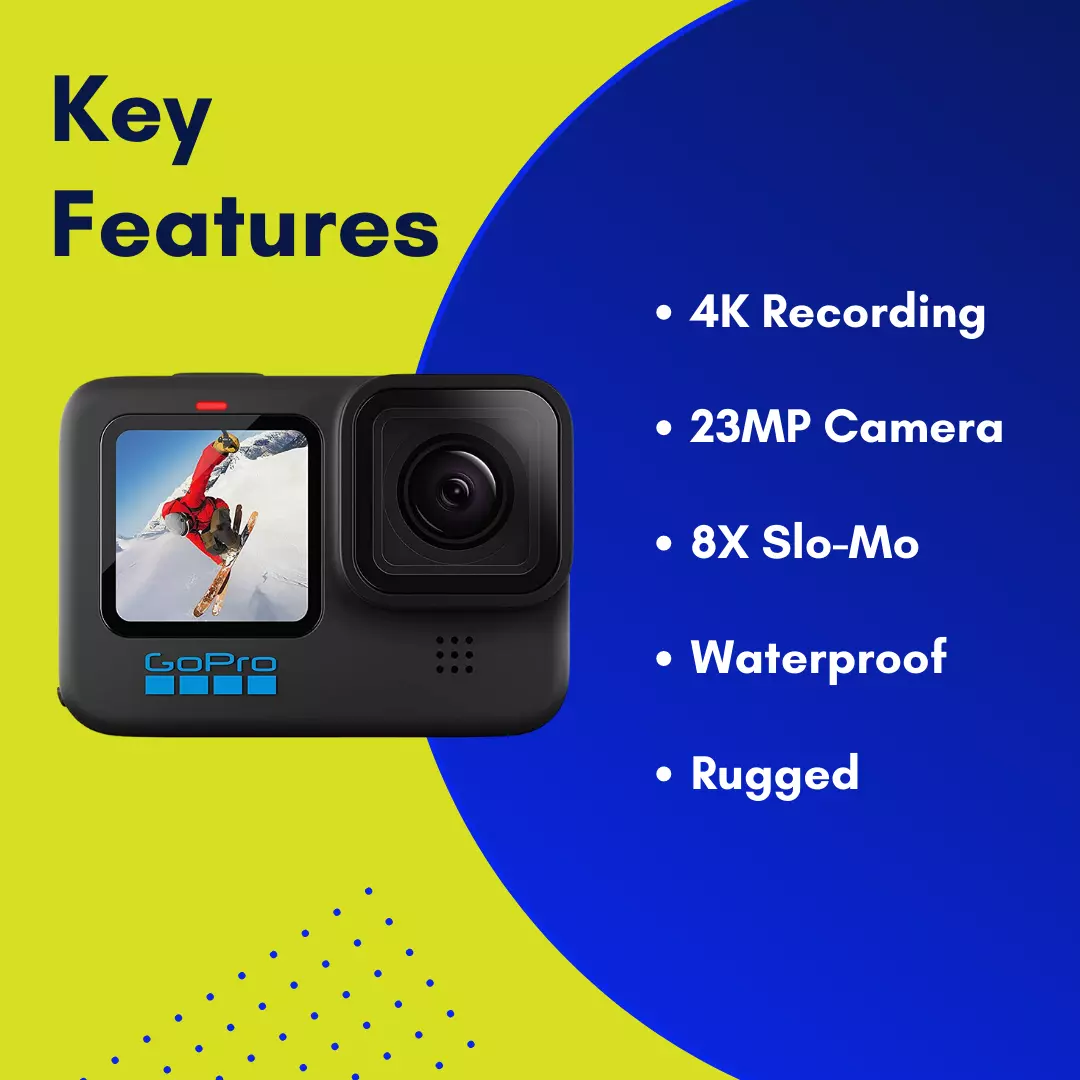 Key
Features
GoPro
4K Recording
23MP Camera
8X Slo-Mo
Waterproof
Rugged